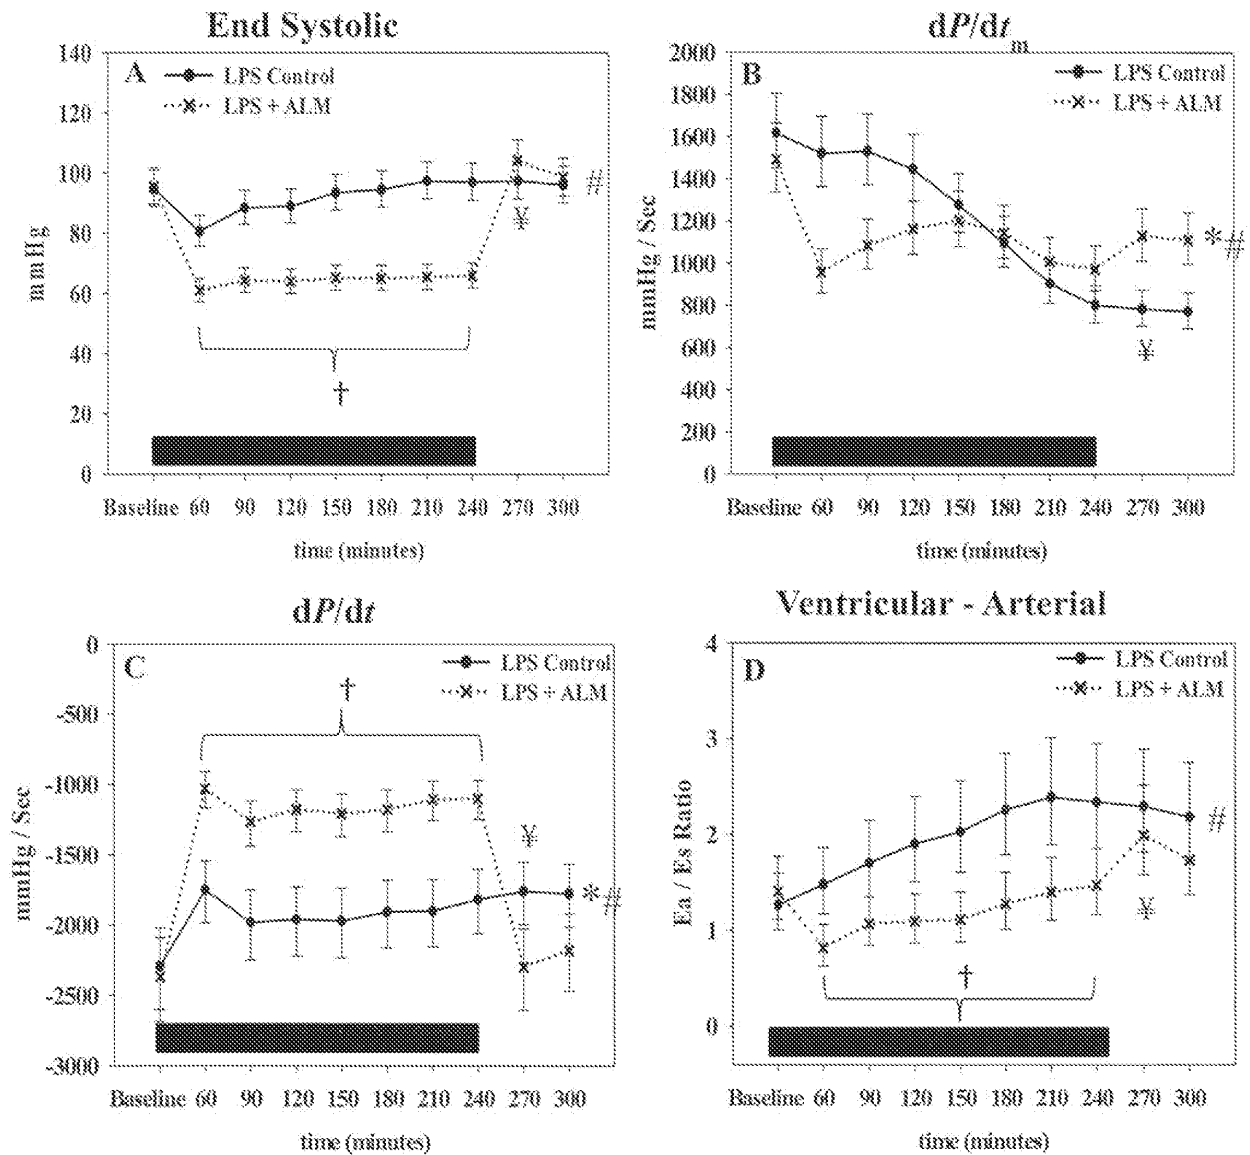 End Systolic
A
LPS Control
LPS + ALM
140
120
100
80
60
40
20
0
mmHg
#
¥
†
Baseline 60 90 120 150 180 210 240 270 300
time (minutes)
dP/dt m
B
LPS Control
LPS + ALM
2000
1800
1600
1400
1200
1000
800
600
400
200
0
mmHg / Sec
*#
¥
Baseline 60 90 120 150 180 210 240 270 300
time (minutes)
dP/dt
C
LPS Control
LPS + ALM
0
-500
-1000
-1500
-2000
-2500
-3000
mmHg / Sec
†
¥
*#
Baseline 60 90 120 150 180 210 240 270 300
time (minutes)
Ventricular - Arterial
D
LPS Control
LPS + ALM
4
3
2
1
0
Ea / Es Ratio
#
¥
†
Baseline 60 90 120 150 180 210 240 270 300
time (minutes)